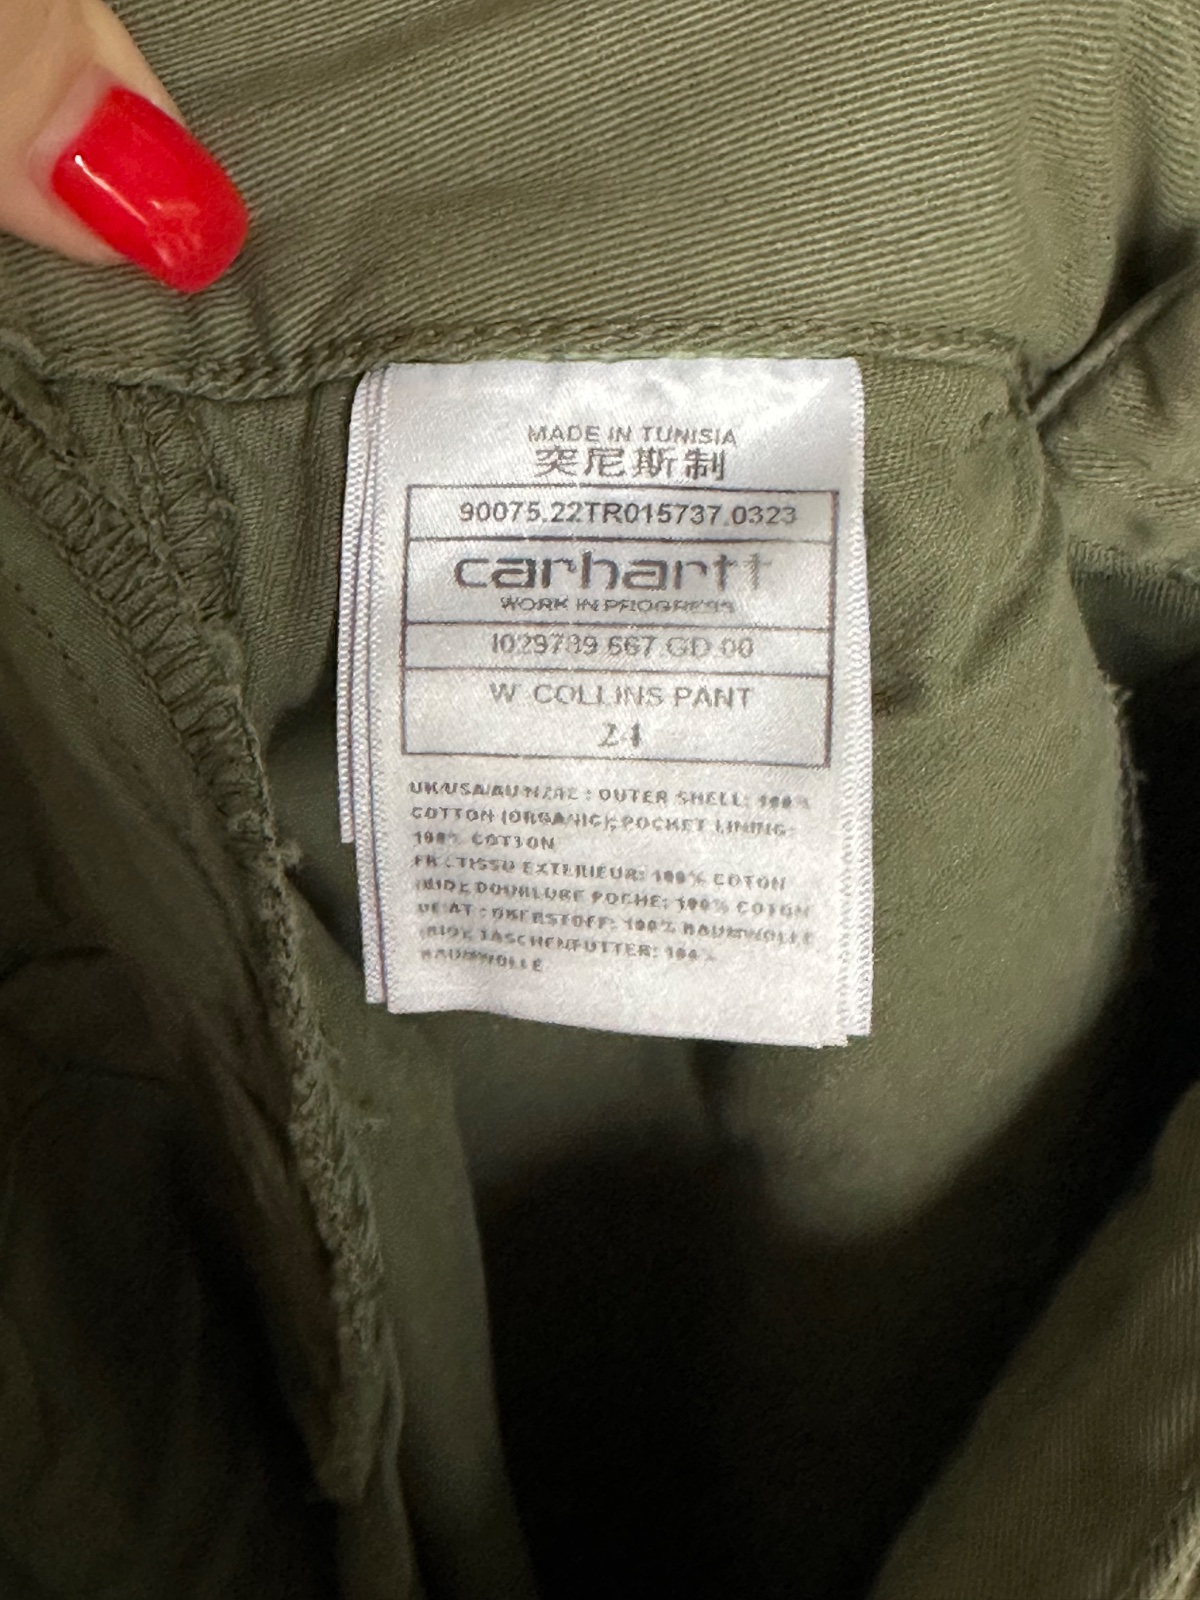 MADE IN TUNISIA
突尼斯制
90075.22TR015737.0323
carhartt
WORK IN PROGRESS
I029789 667 GD 00
W' COLLINS PANT
24
UK/USA/AU/NZ/IE : OUTER SHELL: 100%
COTTON (ORGANIC); POCKET LINING:
100% COTTON
FR : TISSU EXTERIEUR: 100% COTON
(BIO); DOUBLURE POCHE: 100% COTON
DE/AT : OBERSTOFF: 100% BAUMWOLLE
(BIO); TASCHENFUTTER: 100%
BAUMWOLLE